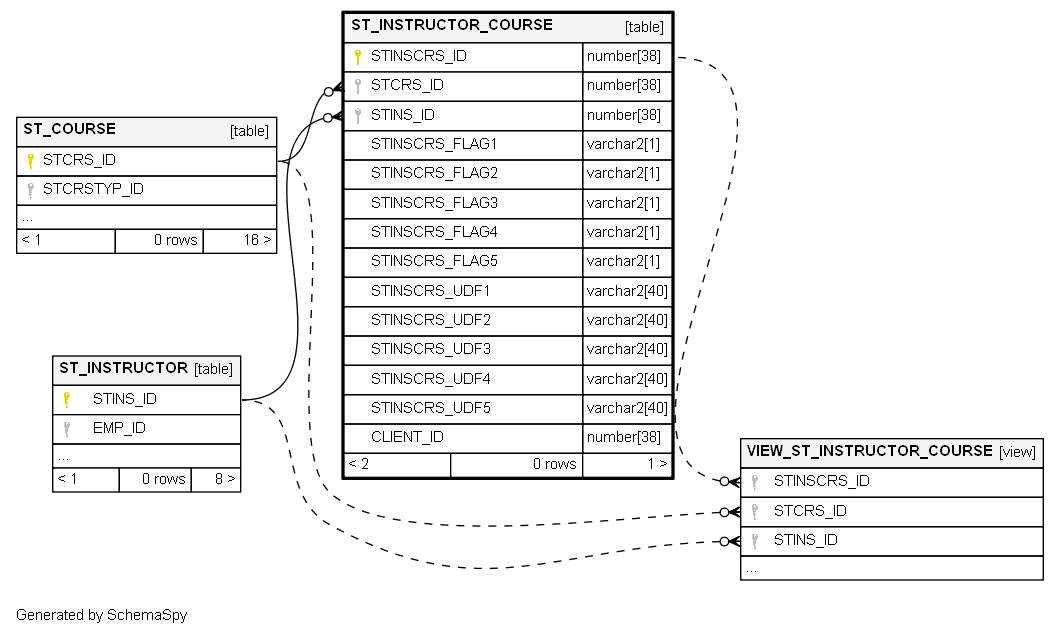 ST_INSTRUCTOR_COURSE [table]
STINSCRS_ID number[38]
STCRS_ID number[38]
STINS_ID number[38]
STINSCRS_FLAG1 varchar2[1]
STINSCRS_FLAG2 varchar2[1]
STINSCRS_FLAG3 varchar2[1]
STINSCRS_FLAG4 varchar2[1]
STINSCRS_FLAG5 varchar2[1]
STINSCRS_UDF1 varchar2[40]
STINSCRS_UDF2 varchar2[40]
STINSCRS_UDF3 varchar2[40]
STINSCRS_UDF4 varchar2[40]
STINSCRS_UDF5 varchar2[40]
CLIENT_ID number[38]
< 2 0 rows 1 >
ST_COURSE [table]
STCRS_ID
STCRSTYP_ID
...
< 1 0 rows 16 >
ST_INSTRUCTOR [table]
STINS_ID
EMP_ID
...
< 1 0 rows 8 >
VIEW_ST_INSTRUCTOR_COURSE [view]
STINSCRS_ID
STCRS_ID
STINS_ID
...
Generated by SchemaSpy